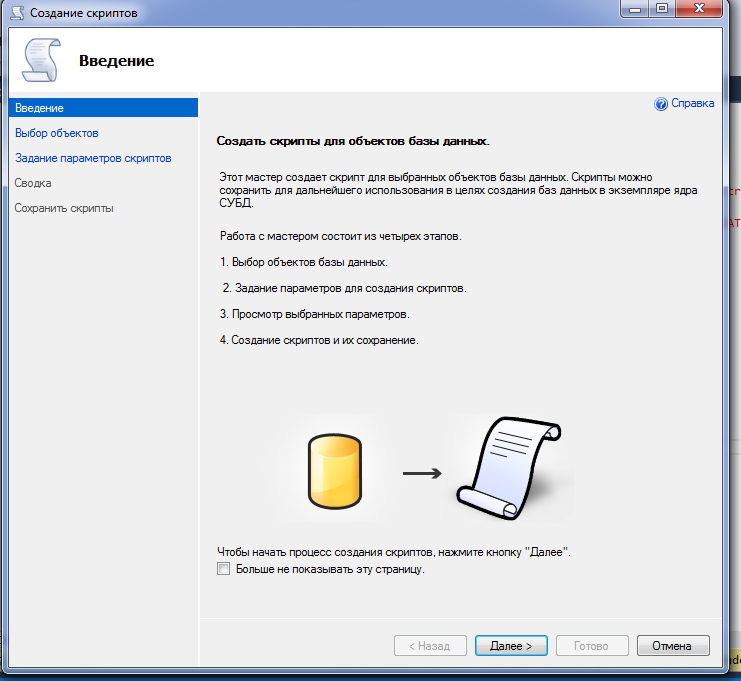 Создание скриптов
Введение
Введение
Выбор объектов
Задание параметров скриптов
Сводка
Сохранить скрипты
Справка
Создать скрипты для объектов базы данных.
Этот мастер создает скрипт для выбранных объектов базы данных. Скрипты можно
сохранить для дальнейшего использования в целях создания баз данных в экземпляре ядра
СУБД.
Работа с мастером состоит из четырех этапов.
1. Выбор объектов базы данных.
2. Задание параметров для создания скриптов.
3. Просмотр выбранных параметров.
4. Создание скриптов и их сохранение.
Чтобы начать процесс создания скриптов, нажмите кнопку "Далее".
Больше не показывать эту страницу.
< Назад
Далее >
Готово
Отмена